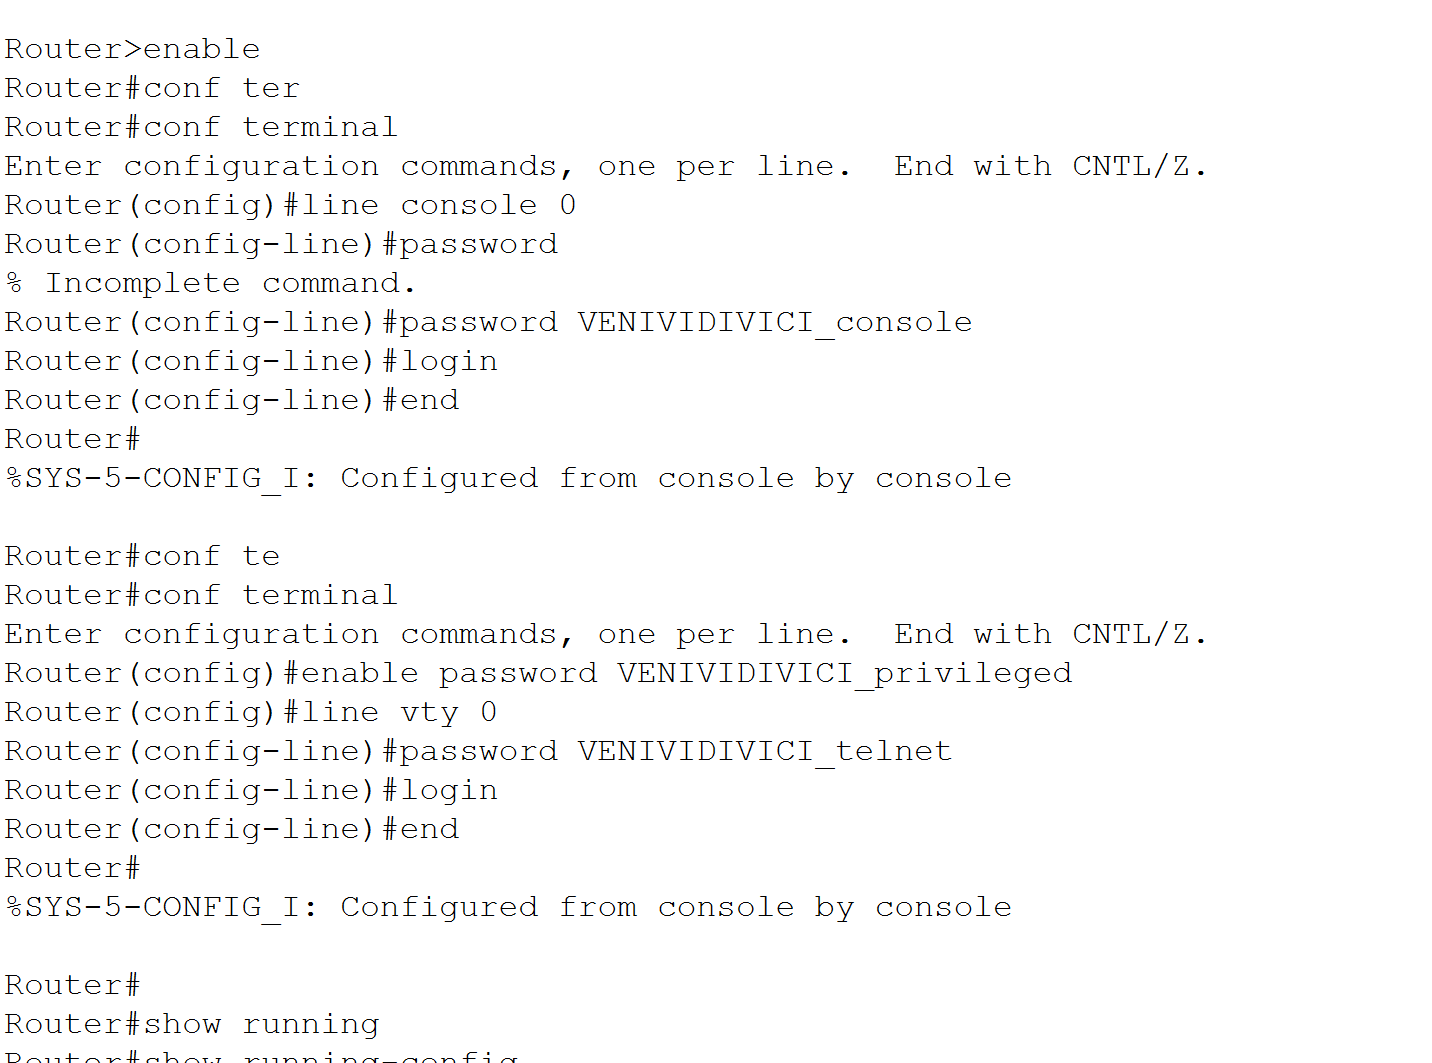 Router>enable
Router#conf ter
Router#conf terminal
Enter configuration commands, one per line.  End with CNTL/Z.
Router(config)#line console 0
Router(config-line)#password
% Incomplete command.
Router(config-line)#password VENIVIDIVICI_console
Router(config-line)#login
Router(config-line)#end
Router#
%SYS-5-CONFIG_I: Configured from console by console
Router#conf te
Router#conf terminal
Enter configuration commands, one per line.  End with CNTL/Z.
Router(config)#enable password VENIVIDIVICI_privileged
Router(config)#line vty 0
Router(config-line)#password VENIVIDIVICI_telnet
Router(config-line)#login
Router(config-line)#end
Router#
%SYS-5-CONFIG_I: Configured from console by console
Router#
Router#show running
Router#show running-config